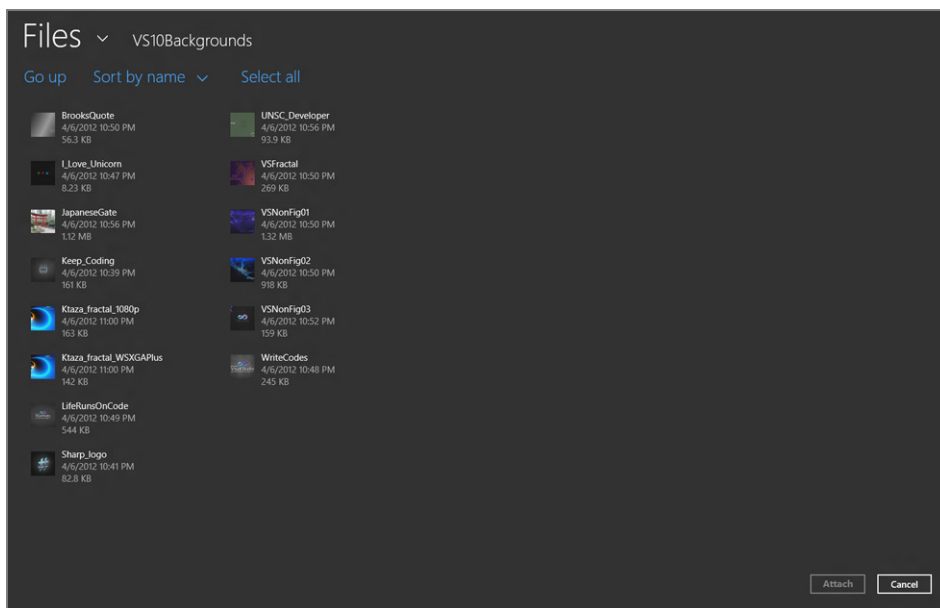 Files VS10Backgrounds
Go up Sort by name Select all
BrooksQuote
4/6/2012 10:50 PM
56.3 KB
I_Love_Unicorn
4/6/2012 10:47 PM
8.23 KB
JapaneseGate
4/6/2012 10:56 PM
1.12 MB
Keep_Coding
4/6/2012 10:39 PM
161 KB
Ktaza_fractal_1080p
4/6/2012 11:00 PM
163 KB
Ktaza_fractal_WSXGAPlus
4/6/2012 11:00 PM
142 KB
LifeRunsOnCode
4/6/2012 10:49 PM
544 KB
Sharp_logo
4/6/2012 10:41 PM
82.8 KB
UNSC_Developer
4/6/2012 10:56 PM
93.9 KB
VSFractal
4/6/2012 10:50 PM
269 KB
VSNonFig01
4/6/2012 10:50 PM
1.32 MB
VSNonFig02
4/6/2012 10:50 PM
918 KB
VSNonFig03
4/6/2012 10:52 PM
159 KB
WriteCodes
4/6/2012 10:48 PM
245 KB
Attach Cancel